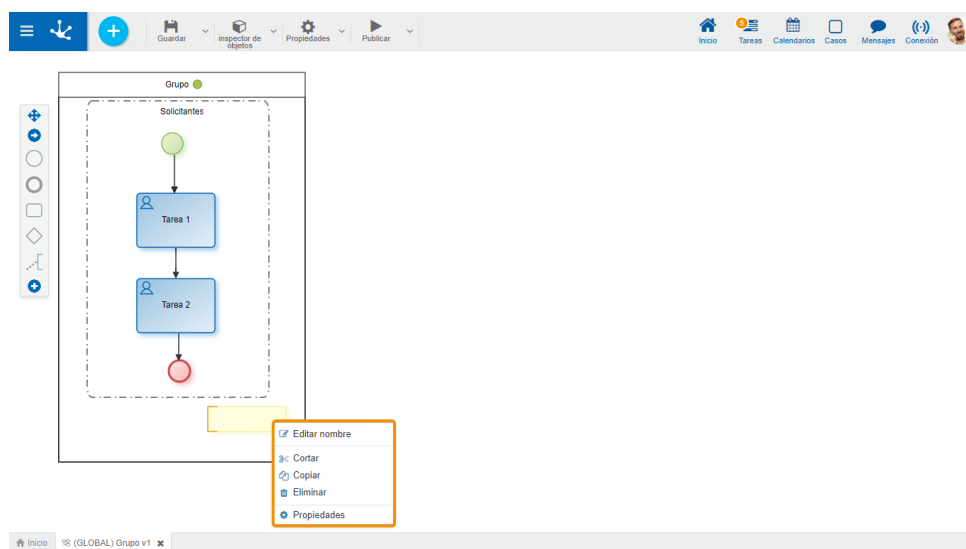 Guardar
inspector de
objetos
Propiedades
Publicar
Inicio
5
Tareas
Calendarios
Casos
Mensajes
Conexión
Grupo
Solicitantes
Tarea 1
Tarea 2
Editar nombre
Cortar
Copiar
Eliminar
Propiedades
Inicio
(GLOBAL) Grupo v1